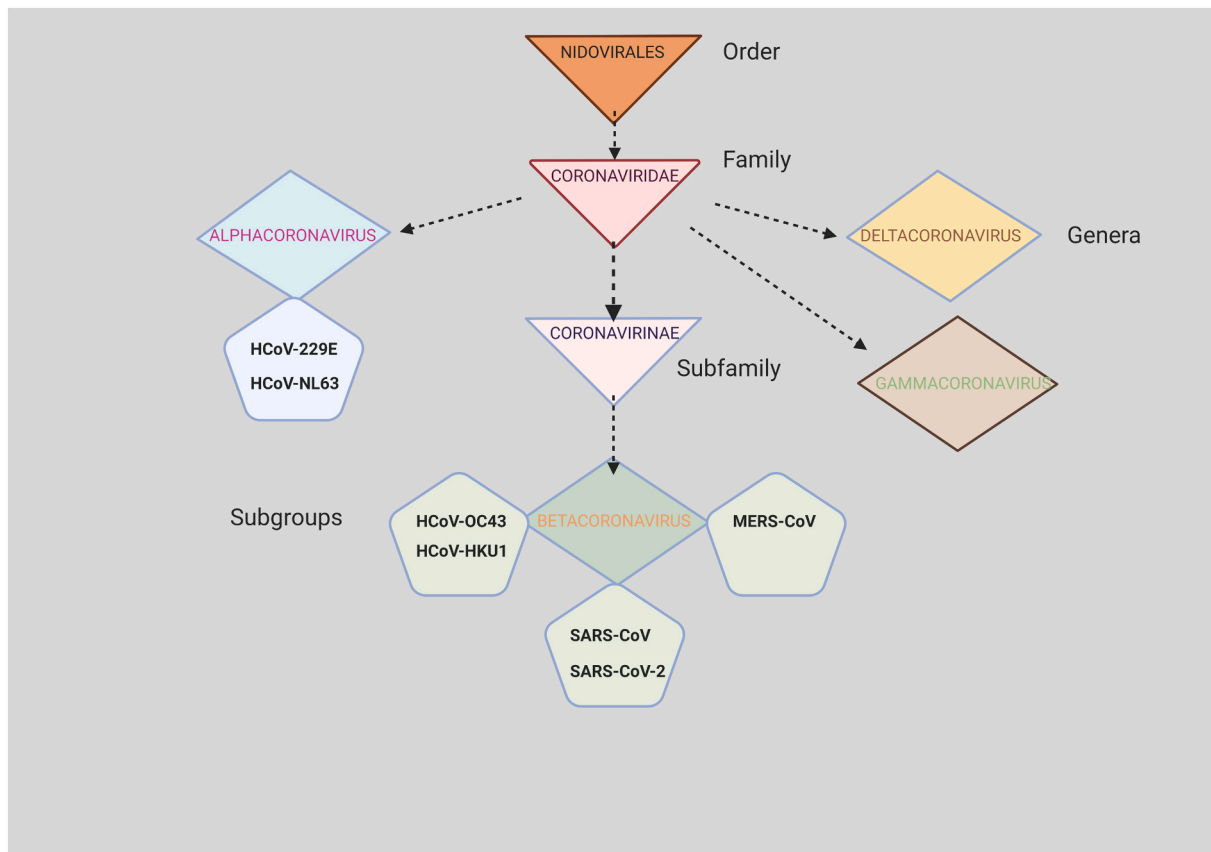 NIDOVIRALES
Order
CORONAVIRIDAE
Family
ALPHACORONAVIRUS
DELTACORONAVIRUS
Genera
HCoV-229E
HCoV-NL63
CORONAVIRINAE
Subfamily
GAMMACORONAVIRUS
Subgroups
HCoV-OC43
HCoV-HKU1
BETACORONAVIRUS
MERS-CoV
SARS-CoV
SARS-CoV-2